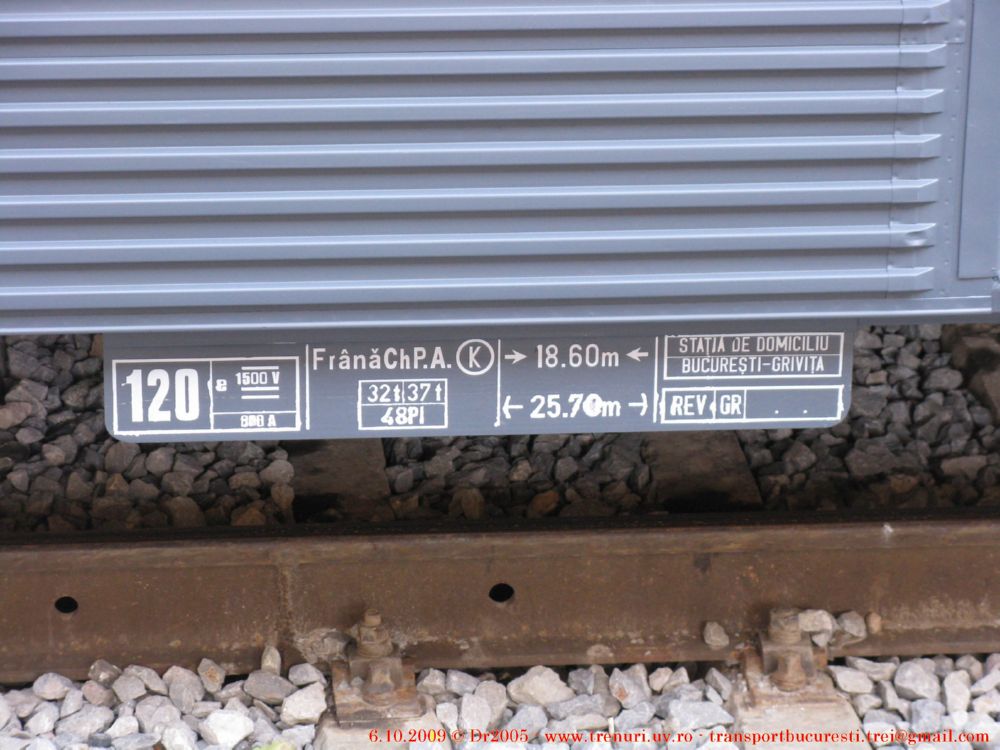 120
e 1500 V
800 A
FrânăChP.A. K
32t 37t
48Pl
→ 18.60m ←
← 25.70m →
STAȚIA DE DOMICILIU
BUCUREȘTI-GRIVIȚA
REV GR . .
6.10.2009 © Dr2005 - www.trenuri.uv.ro - transportbucuresti.trei@gmail.com